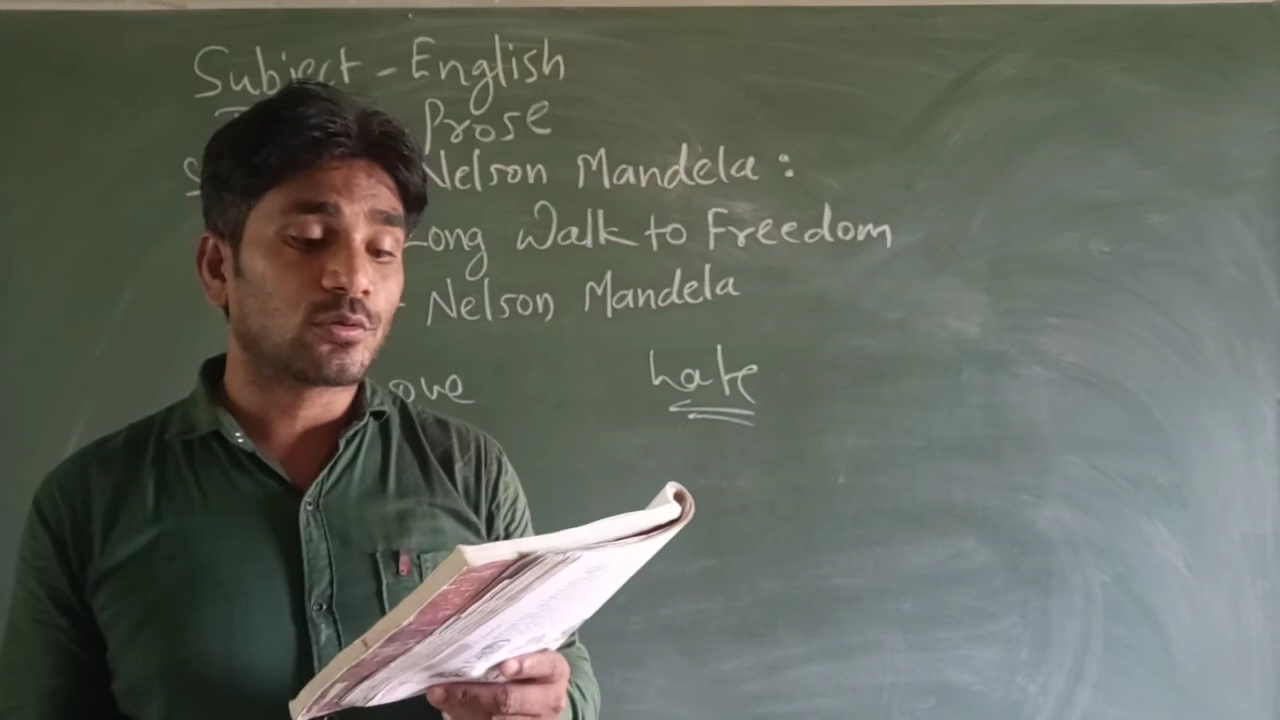 Subject - English
Prose
Nelson Mandela :
Long Walk to Freedom
- Nelson Mandela
ove hate